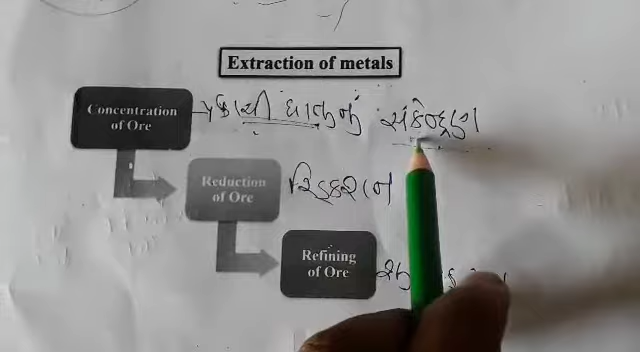 Extraction of metals
Concentration
of Ore
કાચી ધાતુનું સંકેન્દ્રણ
Reduction
of Ore
રિડક્શન
Refining
of Ore